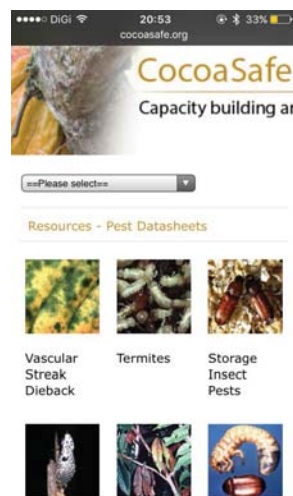 DiGi 20:53 33%
cocoasafe.org
CocoaSafe
Capacity building ar
==Please select==
Resources - Pest Datasheets
Vascular Streak Dieback
Termites
Storage Insect Pests